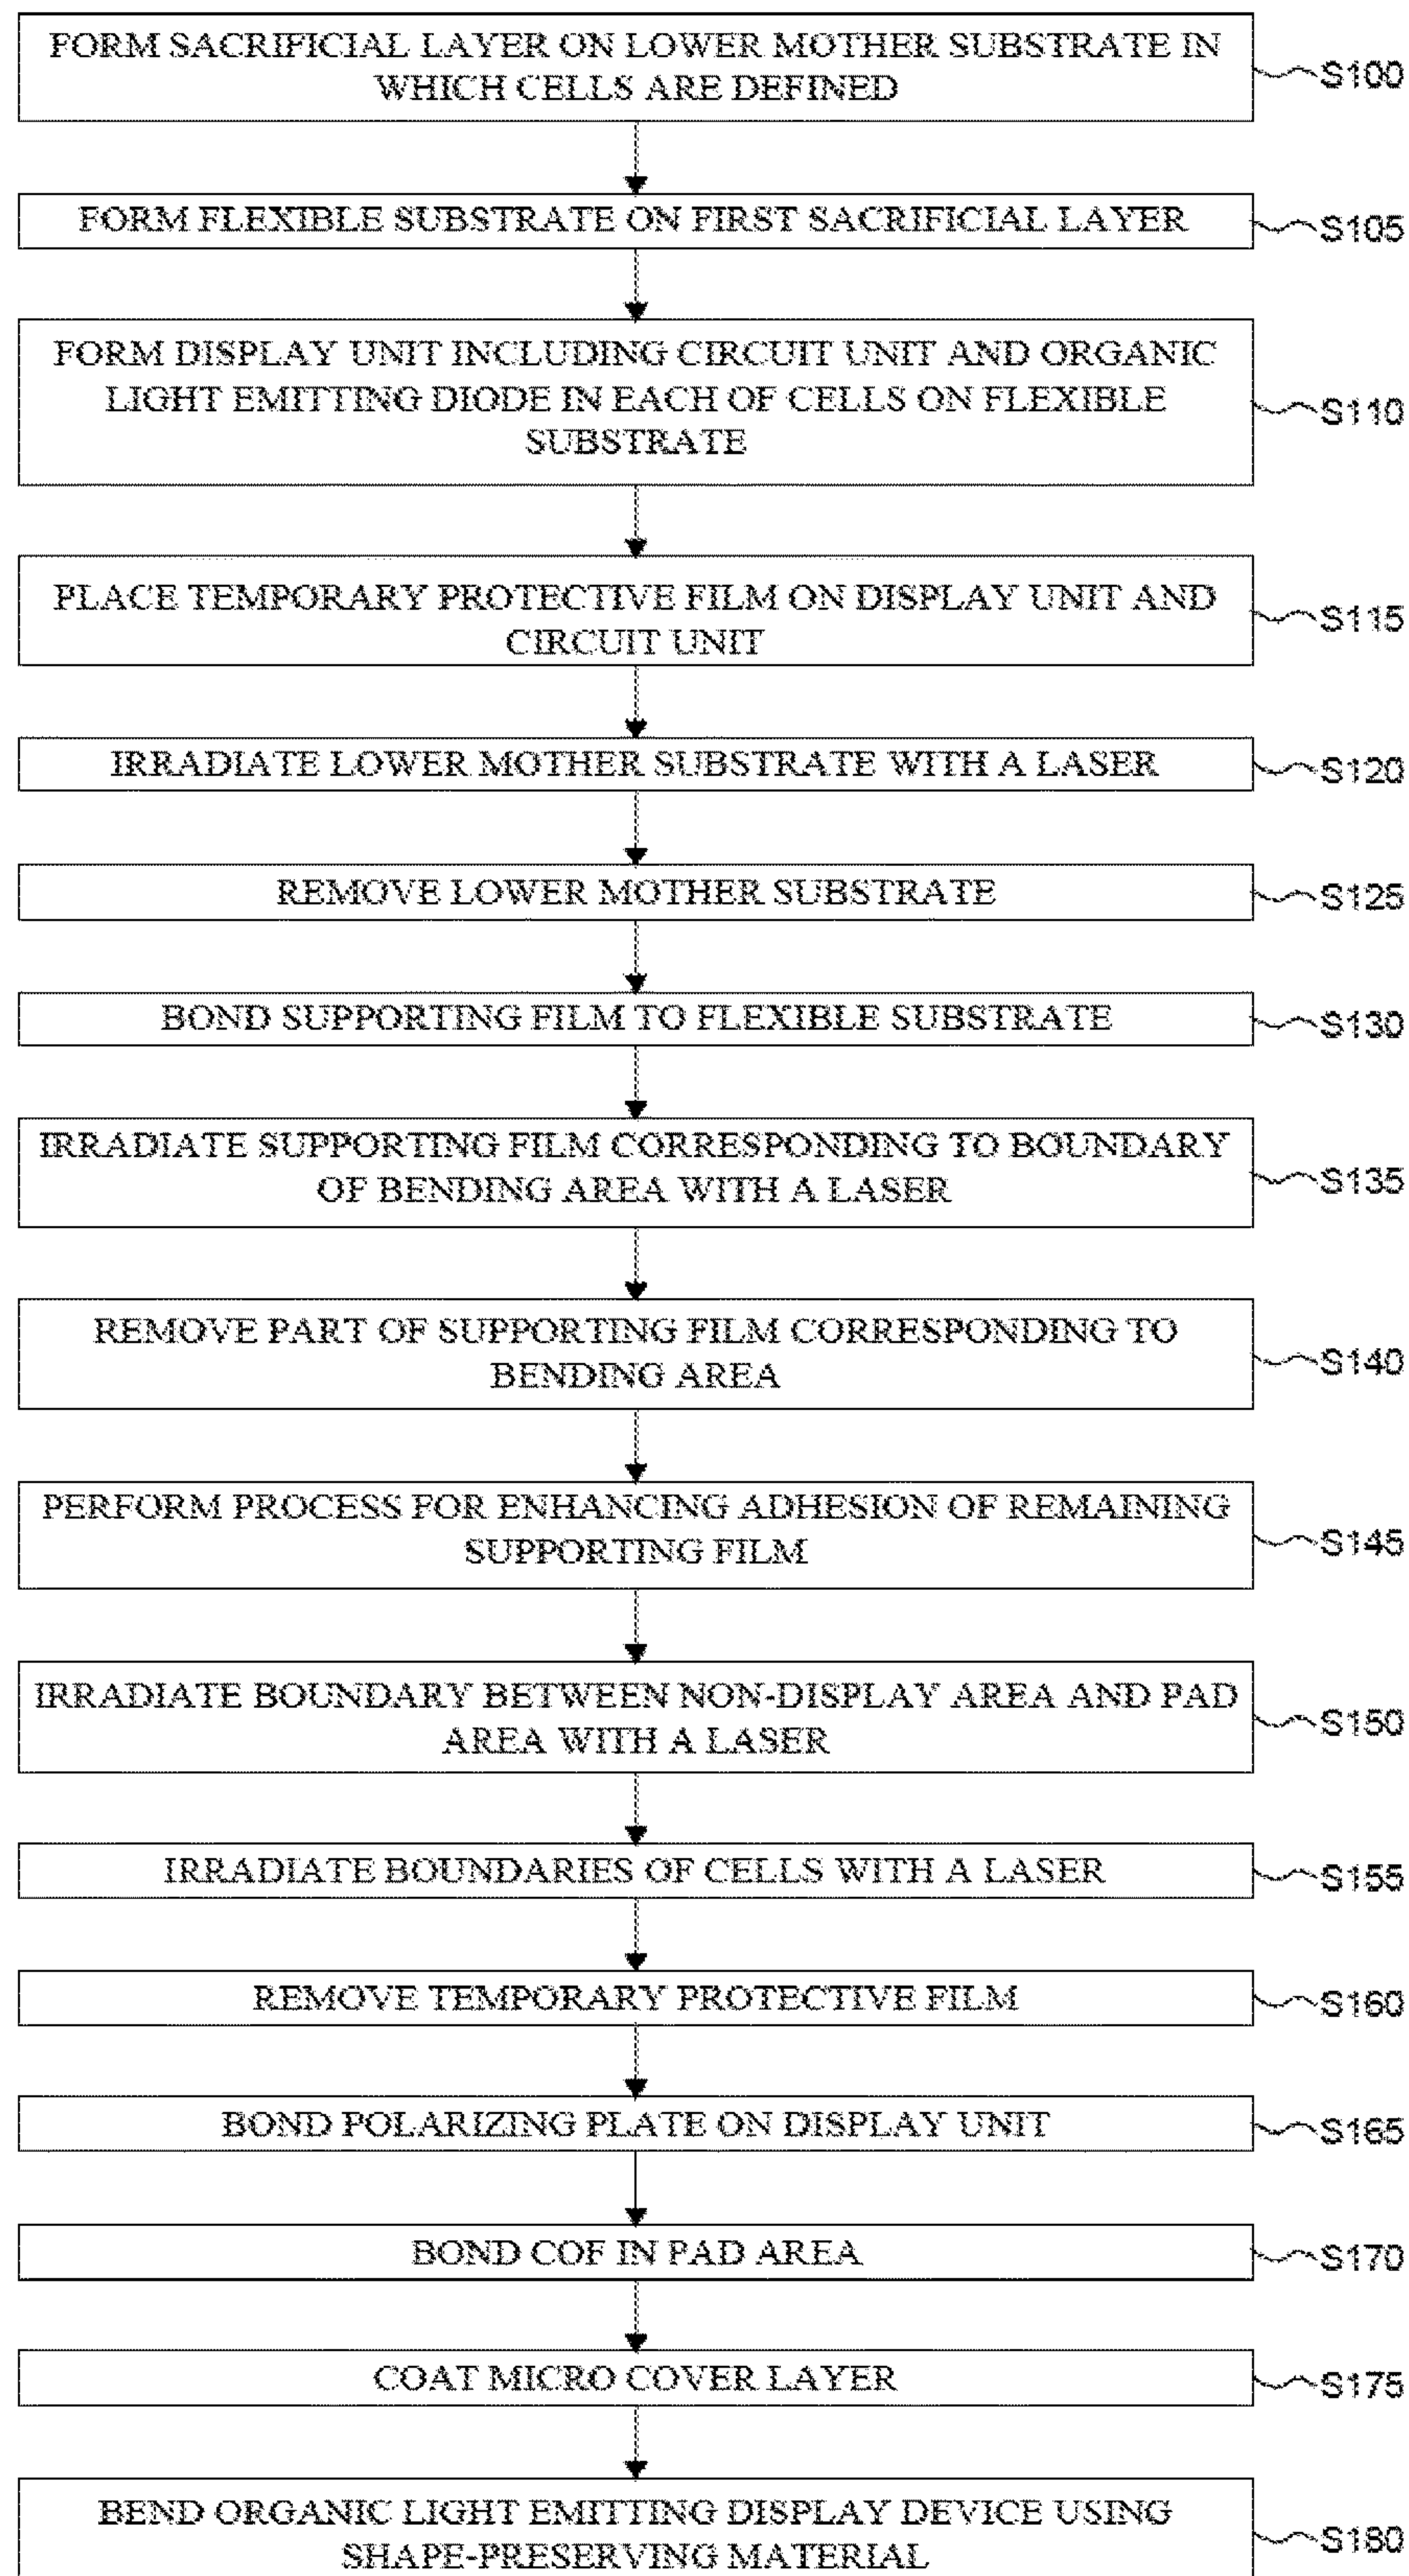 FORM SACRIFICIAL LAYER ON LOWER MOTHER SUBSTRATE IN
WHICH CELLS ARE DEFINED
S100
FORM FLEXIBLE SUBSTRATE ON FIRST SACRIFICIAL LAYER
S105
FORM DISPLAY UNIT INCLUDING CIRCUIT UNIT AND ORGANIC
LIGHT EMITTING DIODE IN EACH OF CELLS ON FLEXIBLE
SUBSTRATE
S110
PLACE TEMPORARY PROTECTIVE FILM ON DISPLAY UNIT AND
CIRCUIT UNIT
S115
IRRADIATE LOWER MOTHER SUBSTRATE WITH A LASER
S120
REMOVE LOWER MOTHER SUBSTRATE
S125
BOND SUPPORTING FILM TO FLEXIBLE SUBSTRATE
S130
IRRADIATE SUPPORTING FILM CORRESPONDING TO BOUNDARY
OF BENDING AREA WITH A LASER
S135
REMOVE PART OF SUPPORTING FILM CORRESPONDING TO
BENDING AREA
S140
PERFORM PROCESS FOR ENHANCING ADHESION OF REMAINING
SUPPORTING FILM
S145
IRRADIATE BOUNDARY BETWEEN NON-DISPLAY AREA AND PAD
AREA WITH A LASER
S150
IRRADIATE BOUNDARIES OF CELLS WITH A LASER
S155
REMOVE TEMPORARY PROTECTIVE FILM
S160
BOND POLARIZING PLATE ON DISPLAY UNIT
S165
BOND COF IN PAD AREA
S170
COAT MICRO COVER LAYER
S175
BEND ORGANIC LIGHT EMITTING DISPLAY DEVICE USING
SHAPE-PRESERVING MATERIAL
S180